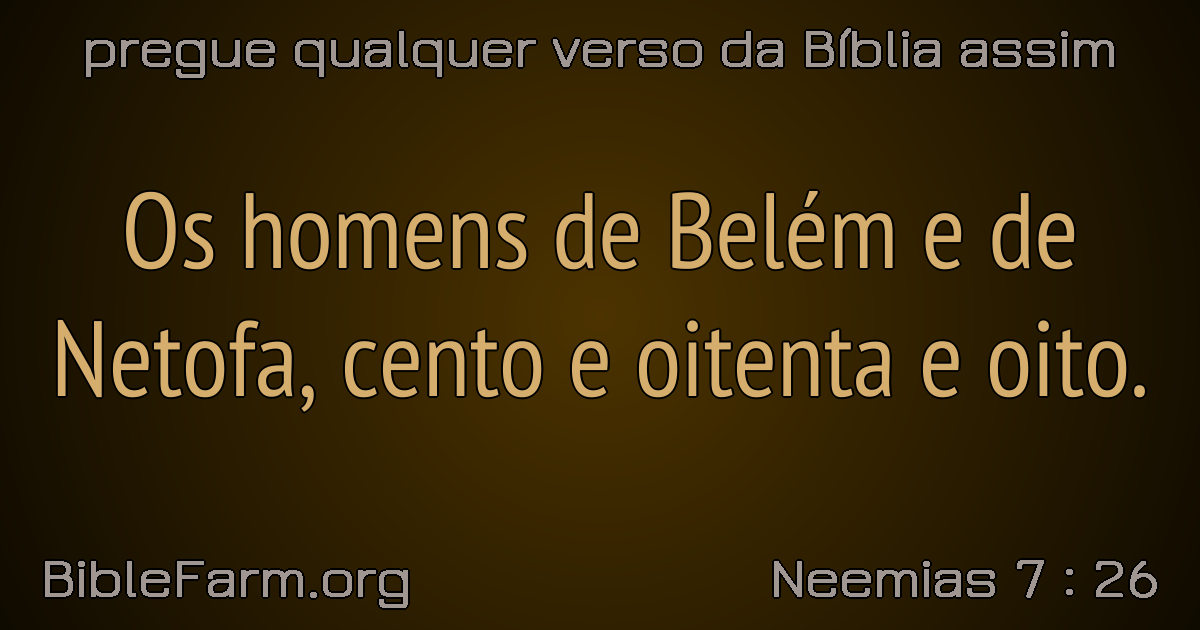 pregue qualquer verso da Bíblia assim
Os homens de Belém e de
Netofa, cento e oitenta e oito.
BibleFarm.org
Neemias 7 : 26